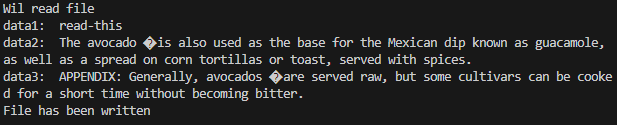 Wil read file
data1:  read-this
data2:  The avocado �is also used as the base for the Mexican dip known as guacamole,
as well as a spread on corn tortillas or toast, served with spices.
data3:  APPENDIX: Generally, avocados �are served raw, but some cultivars can be cooke
d for a short time without becoming bitter.
File has been written